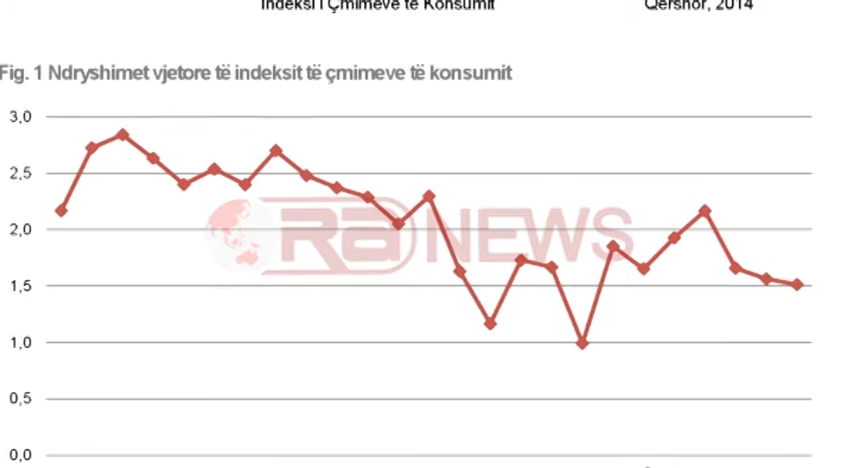 Indeksi i Çmimeve të Konsumit Qershor, 2014
Fig. 1 Ndryshimet vjetore të indeksit të çmimeve të konsumit
3,0
2,5
2,0
1,5
1,0
0,5
0,0
Ra NEWS